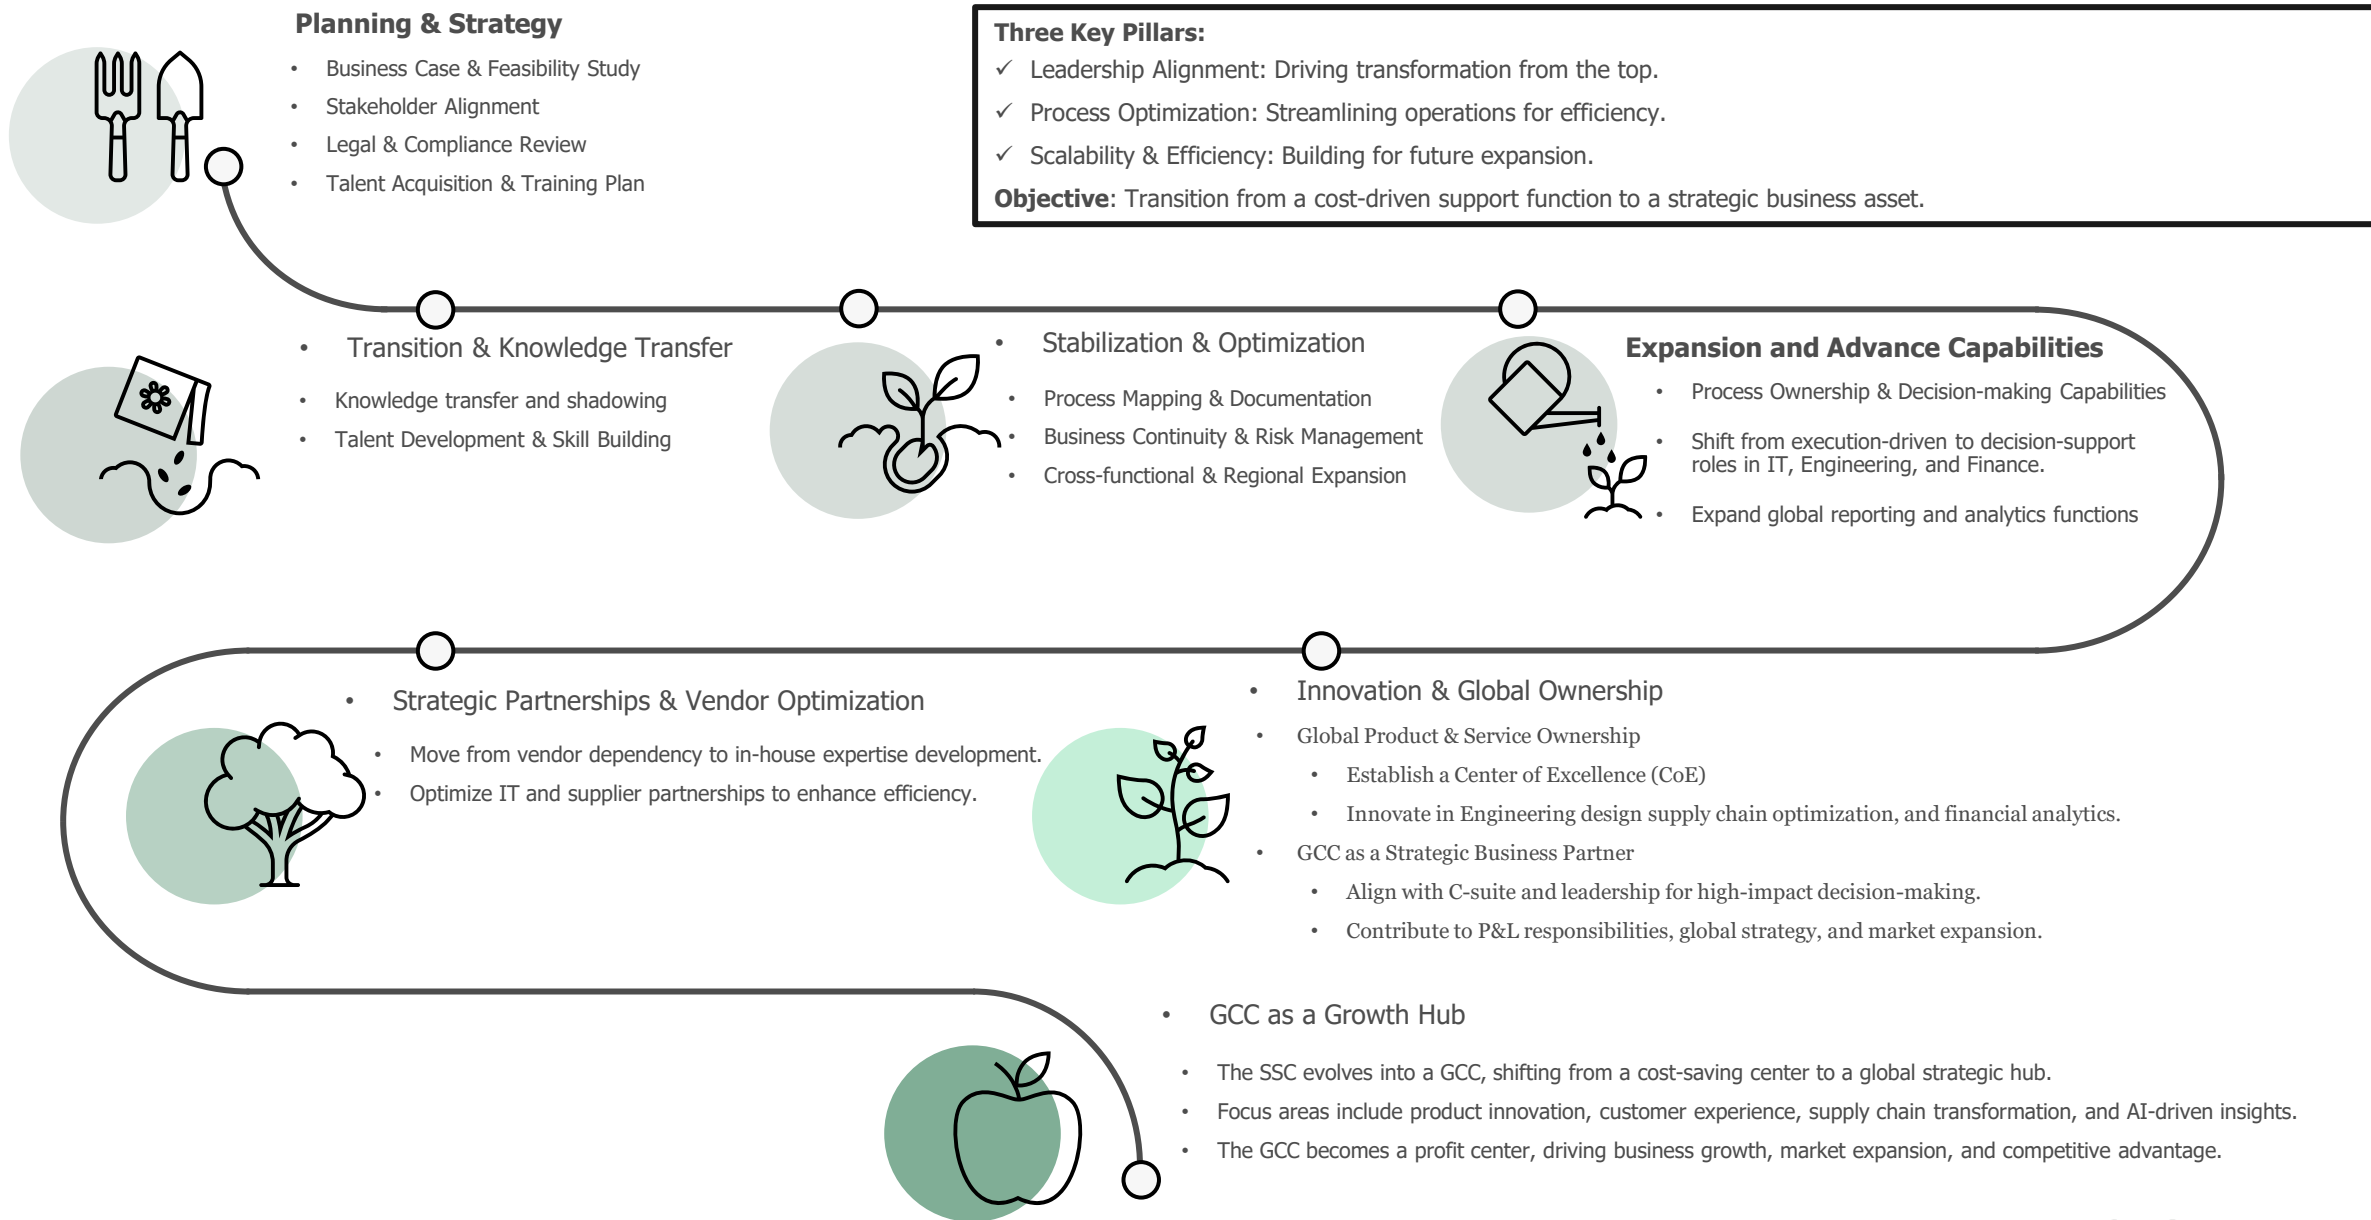 Planning & Strategy
• Business Case & Feasibility Study
• Stakeholder Alignment
• Legal & Compliance Review
• Talent Acquisition & Training Plan
Three Key Pillars:
✓ Leadership Alignment: Driving transformation from the top.
✓ Process Optimization: Streamlining operations for efficiency.
✓ Scalability & Efficiency: Building for future expansion.
Objective: Transition from a cost-driven support function to a strategic business asset.
• Transition & Knowledge Transfer
• Knowledge transfer and shadowing
• Talent Development & Skill Building
• Stabilization & Optimization
• Process Mapping & Documentation
• Business Continuity & Risk Management
• Cross-functional & Regional Expansion
Expansion and Advance Capabilities
• Process Ownership & Decision-making Capabilities
• Shift from execution-driven to decision-support
roles in IT, Engineering, and Finance.
• Expand global reporting and analytics functions
• Strategic Partnerships & Vendor Optimization
• Move from vendor dependency to in-house expertise development.
• Optimize IT and supplier partnerships to enhance efficiency.
• Innovation & Global Ownership
• Global Product & Service Ownership
• Establish a Center of Excellence (CoE)
• Innovate in Engineering design supply chain optimization, and financial analytics.
• GCC as a Strategic Business Partner
• Align with C-suite and leadership for high-impact decision-making.
• Contribute to P&L responsibilities, global strategy, and market expansion.
• GCC as a Growth Hub
• The SSC evolves into a GCC, shifting from a cost-saving center to a global strategic hub.
• Focus areas include product innovation, customer experience, supply chain transformation, and AI-driven insights.
• The GCC becomes a profit center, driving business growth, market expansion, and competitive advantage.